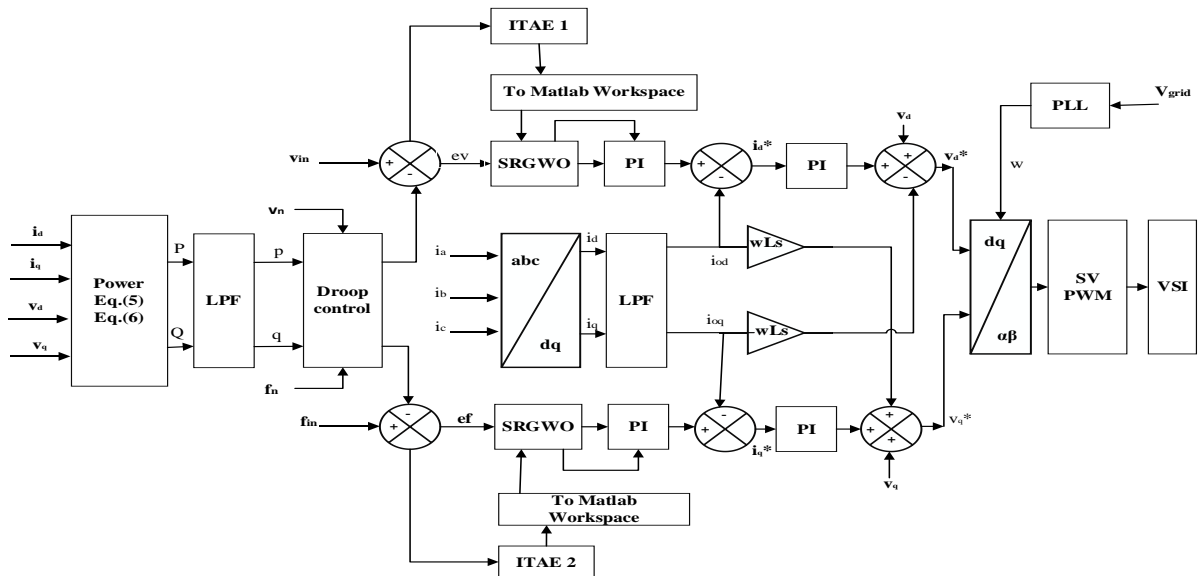 ITAE 1
To Matlab Workspace
PLL
Vgrid
vd
w
vin
+
-
ev
SRGWO
PI
+
-
id*
PI
+
+
-
vd*
vn
id
iq
vd
vq
Power
Eq.(5)
Eq.(6)
P
Q
LPF
p
q
Droop
control
fn
ia
ib
ic
abc
dq
id
iq
LPF
iod
ioq
wLs
wLs
dq
αβ
SV
PWM
VSI
fin
-
+
ef
SRGWO
PI
-
+
iq*
PI
+
+
+
vq*
vq
To Matlab
Workspace
ITAE 2